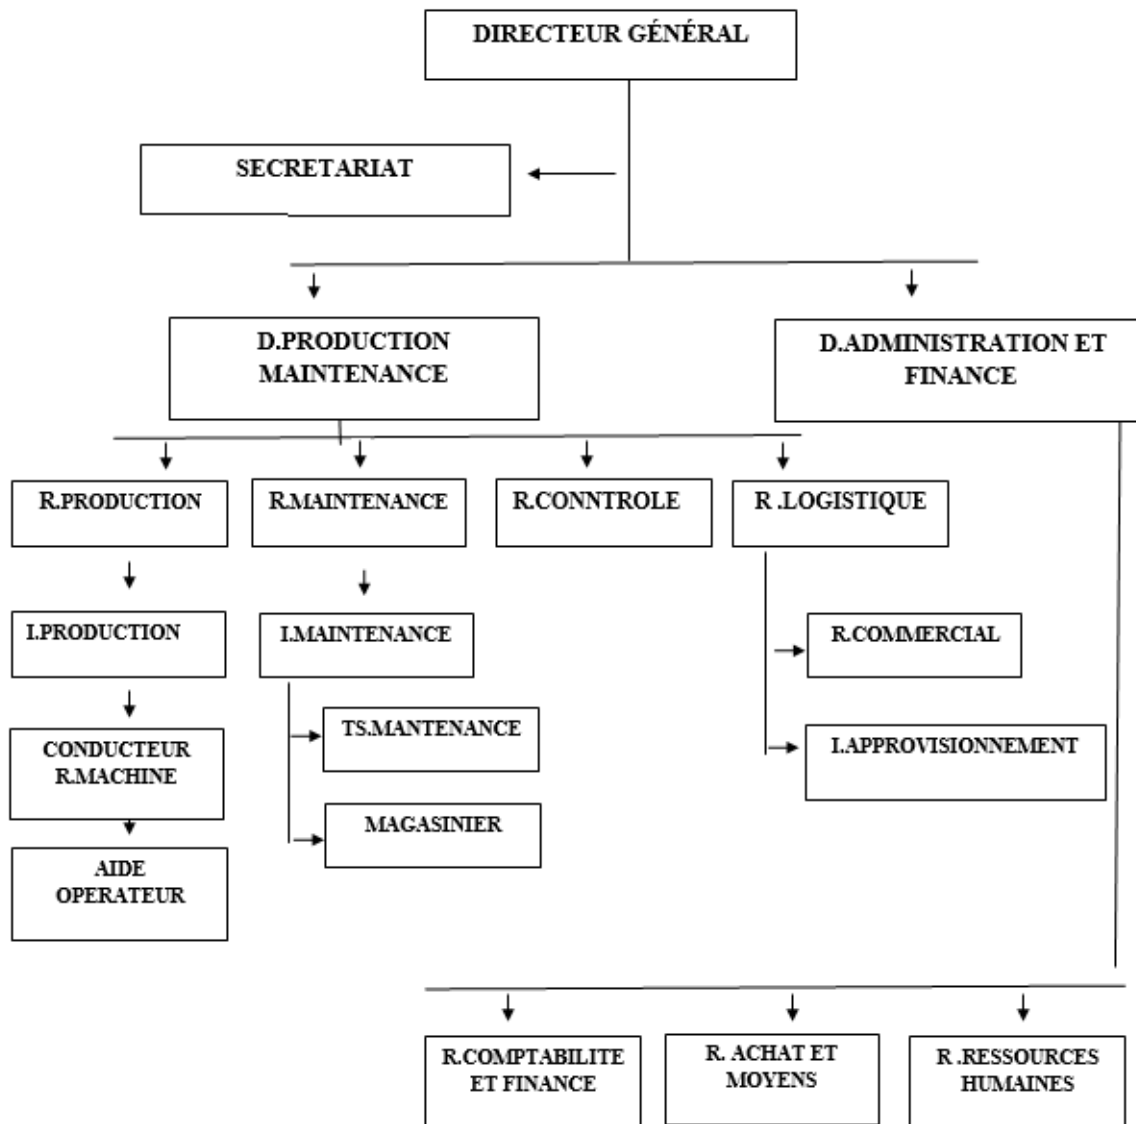 DIRECTEUR GÉNÉRAL
SECRETARIAT
D.PRODUCTION
MAINTENANCE
D.ADMINISTRATION ET
FINANCE
R.PRODUCTION
R.MAINTENANCE
R.CONNTROLE
R .LOGISTIQUE
I.PRODUCTION
I.MAINTENANCE
R.COMMERCIAL
TS.MANTENANCE
I.APPROVISIONNEMENT
CONDUCTEUR
R.MACHINE
MAGASINIER
AIDE
OPERATEUR
R.COMPTABILITE
ET FINANCE
R. ACHAT ET
MOYENS
R .RESSOURCES
HUMAINES